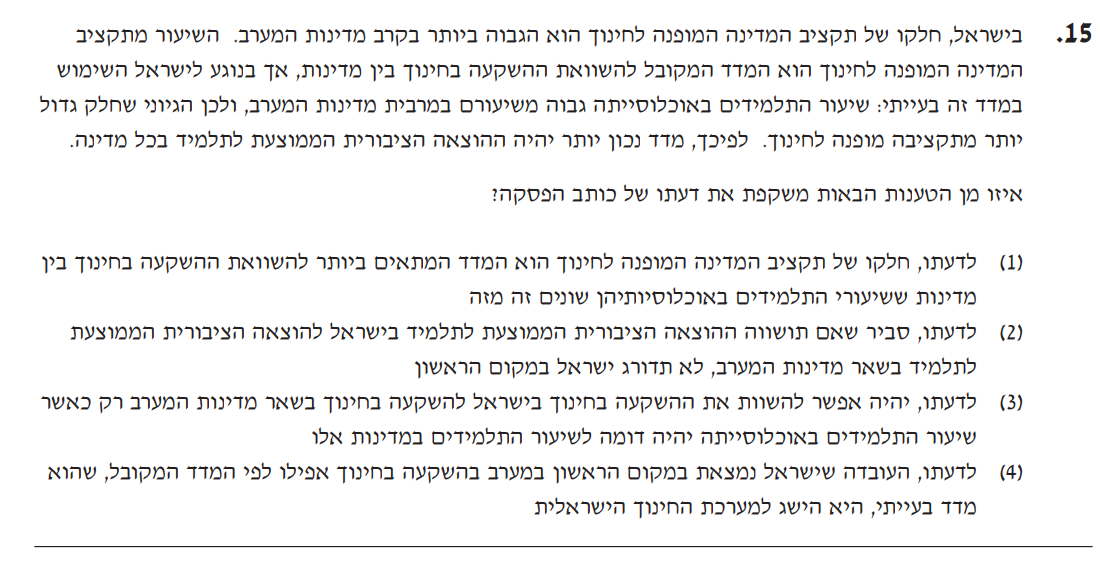 15. בישראל, חלקו של תקציב המדינה המופנה לחינוך הוא הגבוה ביותר בקרב מדינות המערב. השיעור מתקציב
המדינה המופנה לחינוך הוא המדד המקובל להשוואת ההשקעה בחינוך בין מדינות, אך בנוגע לישראל השימוש
במדד זה בעייתי: שיעור התלמידים באוכלוסייתה גבוה משיעורם במרבית מדינות המערב, ולכן הגיוני שחלק גדול
יותר מתקציבה מופנה לחינוך. לפיכך, מדד נכון יותר יהיה ההוצאה הציבורית הממוצעת לתלמיד בכל מדינה.
איזו מן הטענות הבאות משקפת את דעתו של כותב הפסקה?
(1) לדעתו, חלקו של תקציב המדינה המופנה לחינוך הוא המדד המתאים ביותר להשוואת ההשקעה בחינוך בין
מדינות ששיעורי התלמידים באוכלוסיותיהן שונים זה מזה
(2) לדעתו, סביר שאם תושווה ההוצאה הציבורית הממוצעת לתלמיד בישראל להוצאה הציבורית הממוצעת
לתלמיד בשאר מדינות המערב, לא תדורג ישראל במקום הראשון
(3) לדעתו, יהיה אפשר להשוות את ההשקעה בחינוך בישראל להשקעה בחינוך בשאר מדינות המערב רק כאשר
שיעור התלמידים באוכלוסייתה יהיה דומה לשיעור התלמידים במדינות אלו
(4) לדעתו, העובדה שישראל נמצאת במקום הראשון במערב בהשקעה בחינוך אפילו לפי המדד המקובל, שהוא
מדד בעייתי, היא הישג למערכת החינוך הישראלית